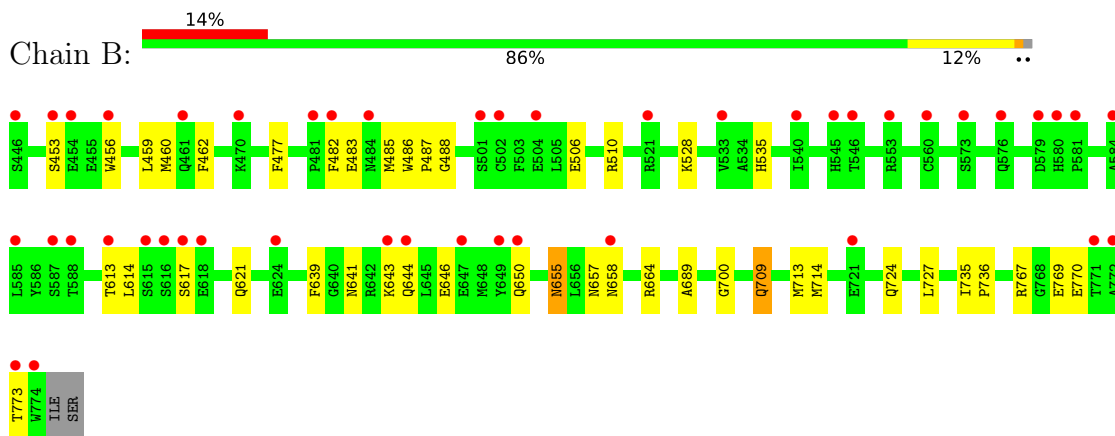 14%
Chain B:
86%
12%
••
S446 S453 E454 E455 W456 L459 M460 Q461 F462 K470 F477 P481 F482 E483 N484 M485 W486 P487 G488 S501 C502 F503 E504 L505 E506 R510 R521 K528 V533 A534 H535 I540 H545 T546 R553 C560 S573 Q576 D579 H580 P581 A584
L585 Y586 S587 T588 T613 L614 S615 S616 S617 E618 Q621 E624 F639 G640 N641 R642 K643 Q644 L645 E646 E647 M648 Y649 Q650 N655 L656 N657 N658 R664 A689 G700 Q709 M713 M714 E721 Q724 L727 I735 P736 R767 G768 E769 E770 T771 A772
T773 W774 ILE SER